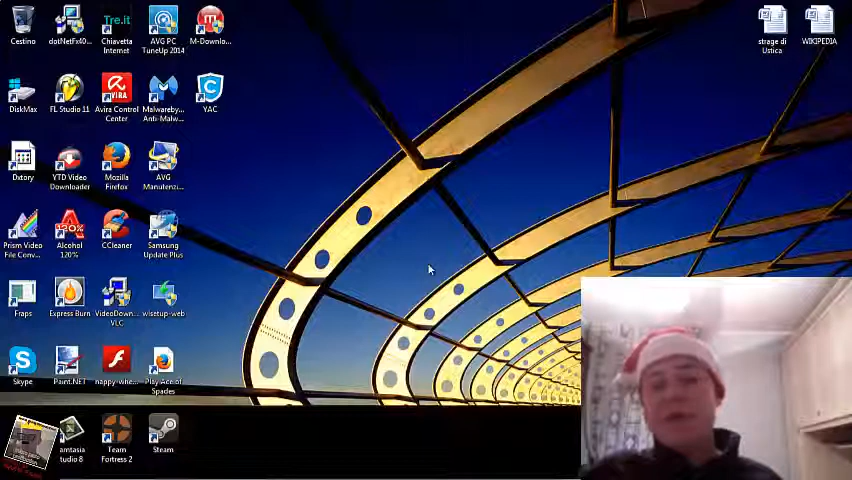 Cestino
dotNetFx40...
Tre.it
Chiavetta
Internet
AVG PC
TuneUp 2014
M-Downlo...
strage di
Ustica
WIKIPEDIA
DiskMax
FL Studio 11
Avira Control
Center
Malwareby...
Anti-Malw...
YAC
Dxtory
YTD Video
Downloader
Mozilla
Firefox
AVG
Manutenzi...
Prism Video
File Conv...
120%
Alcohol
120%
CCleaner
Samsung
Update Plus
Fraps
Express Burn
VideoDown...
VLC
wisetup-web
Skype
Paint.NET
happy-whe...
Play Ace of
Spades
amtasia
tudio 8
Team
Fortress 2
Steam